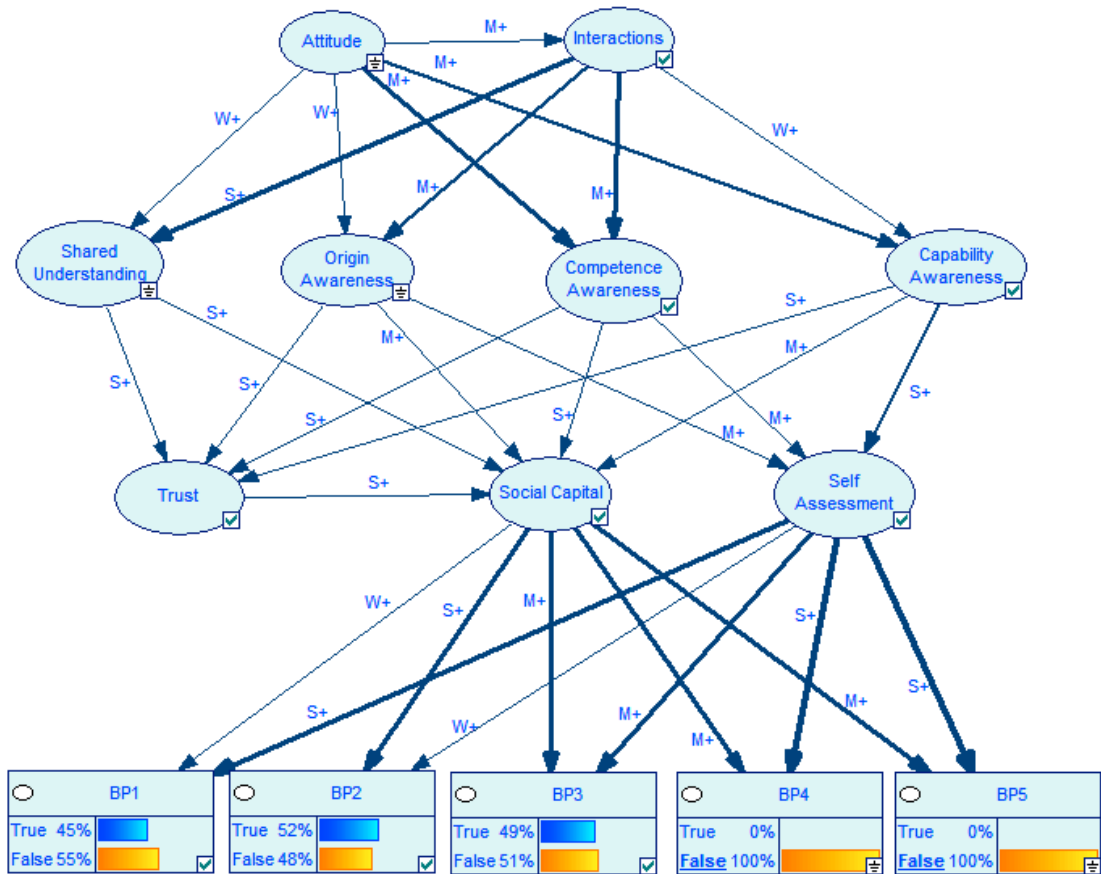 Attitude
M+
Interactions
M+
M+
M+
W+
W+
W+
S+
M+
M+
Shared
Understanding
Origin
Awareness
Competence
Awareness
Capability
Awareness
S+
S+
M+
M+
S+
S+
S+
S+
S+
M+
M+
Trust
S+
Social Capital
Self
Assessment
W+
S+
M+
S+
S+
S+
W+
M+
M+
M+
BP1
True 45%
False 55%
BP2
True 52%
False 48%
BP3
True 49%
False 51%
BP4
True 0%
False 100%
BP5
True 0%
False 100%